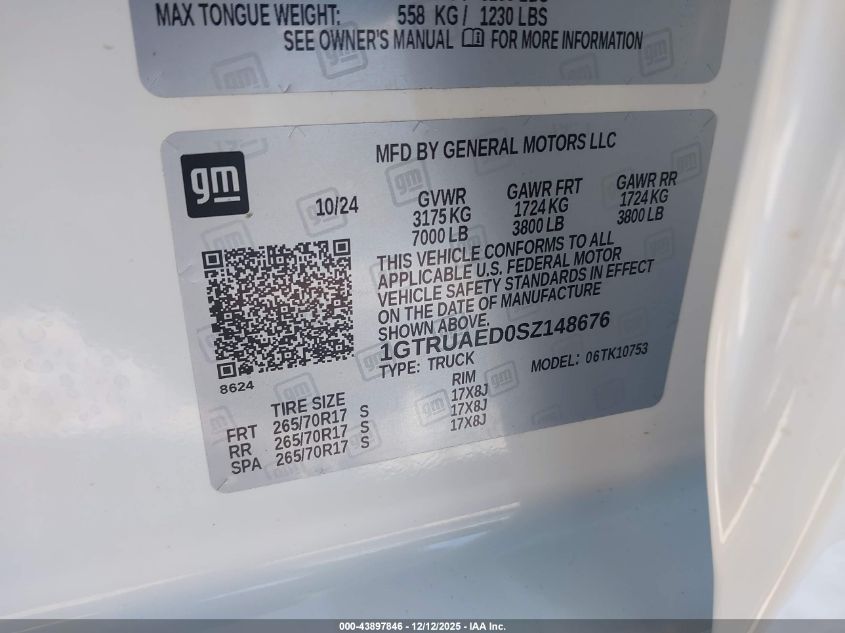 MAX TONGUE WEIGHT: 558 KG/ 1230 LBS
SEE OWNER'S MANUAL FOR MORE INFORMATION
gm
MFD BY GENERAL MOTORS LLC
10/24
GVWR GAWR FRT GAWR RR
3175 KG 1724 KG 1724 KG
7000 LB 3800 LB 3800 LB
THIS VEHICLE CONFORMS TO ALL
APPLICABLE U.S. FEDERAL MOTOR
VEHICLE SAFETY STANDARDS IN EFFECT
ON THE DATE OF MANUFACTURE
SHOWN ABOVE.
1GTRUAED0SZ148676
TYPE: TRUCK MODEL: 06TK10753
8624
TIRE SIZE RIM
FRT 265/70R17 S 17X8J
RR 265/70R17 S 17X8J
SPA 265/70R17 S 17X8J
000-43897846 - 12/12/2025 - IAA Inc.